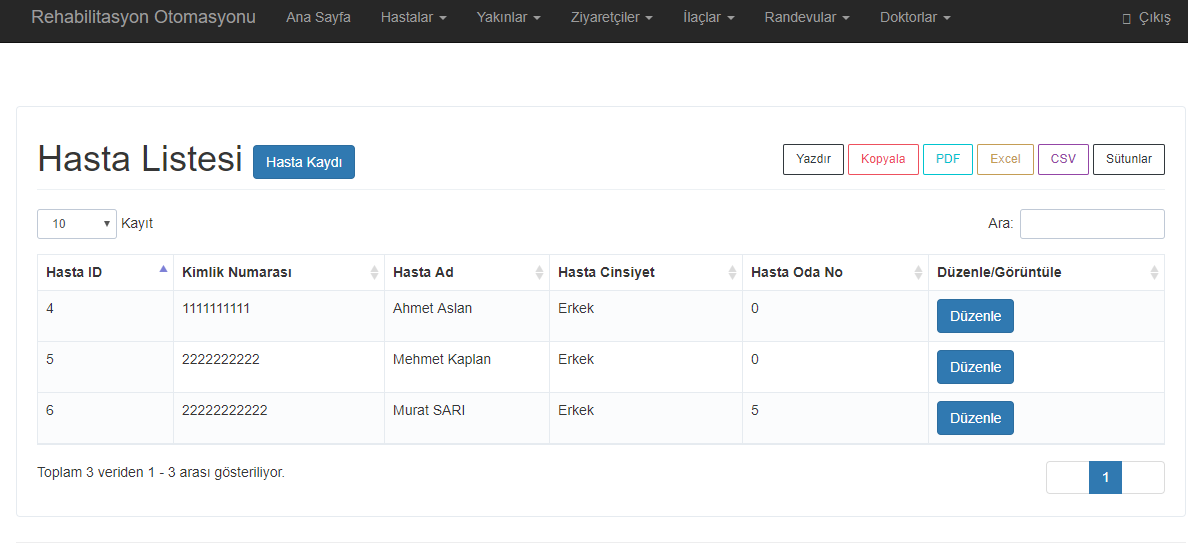 Rehabilitasyon Otomasyonu Ana Sayfa Hastalar Yakınlar Ziyaretçiler İlaçlar Randevular Doktorlar Çıkış
Hasta Listesi Hasta Kaydı Yazdır Kopyala PDF Excel CSV Sütunlar
10 Kayıt Ara:
Hasta ID Kimlik Numarası Hasta Ad Hasta Cinsiyet Hasta Oda No Düzenle/Görüntüle
4 1111111111 Ahmet Aslan Erkek 0 Düzenle
5 2222222222 Mehmet Kaplan Erkek 0 Düzenle
6 22222222222 Murat SARI Erkek 5 Düzenle
Toplam 3 veriden 1 - 3 arası gösteriliyor. 1